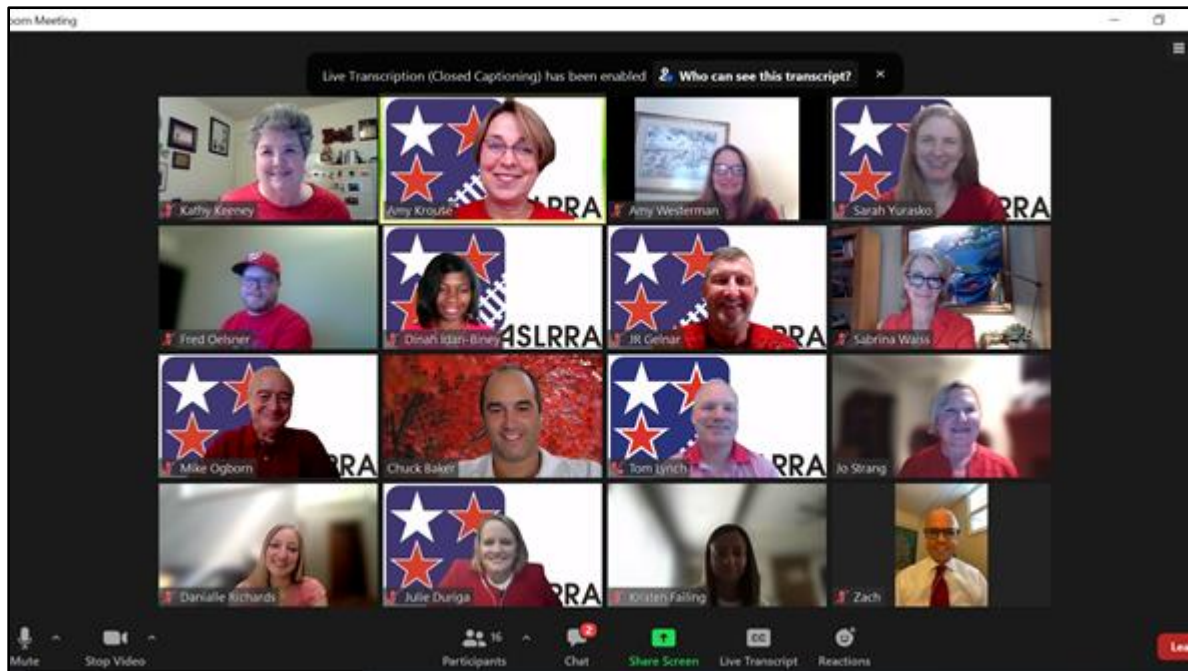 oom Meeting
Live Transcription (Closed Captioning) has been enabled Who can see this transcript?
Kathy Keeney
Amy Krouse
RRA
Amy Westerman
Sarah Yurasko
RRA
Fred Oelsner
Dinah Idan-Biney
ASLRRA
JR Gelnar
ASLRRA
Sabrina Waiss
Mike Ogborn
RRA
Chuck Baker
Tom Lynch
RRA
Jo Strang
Danialle Richards
Julie Duriga
RRA
Kristen Failing
Zach
Mute
Stop Video
16
Participants
2
Chat
Share Screen
CC
Live Transcript
Reactions
Lea